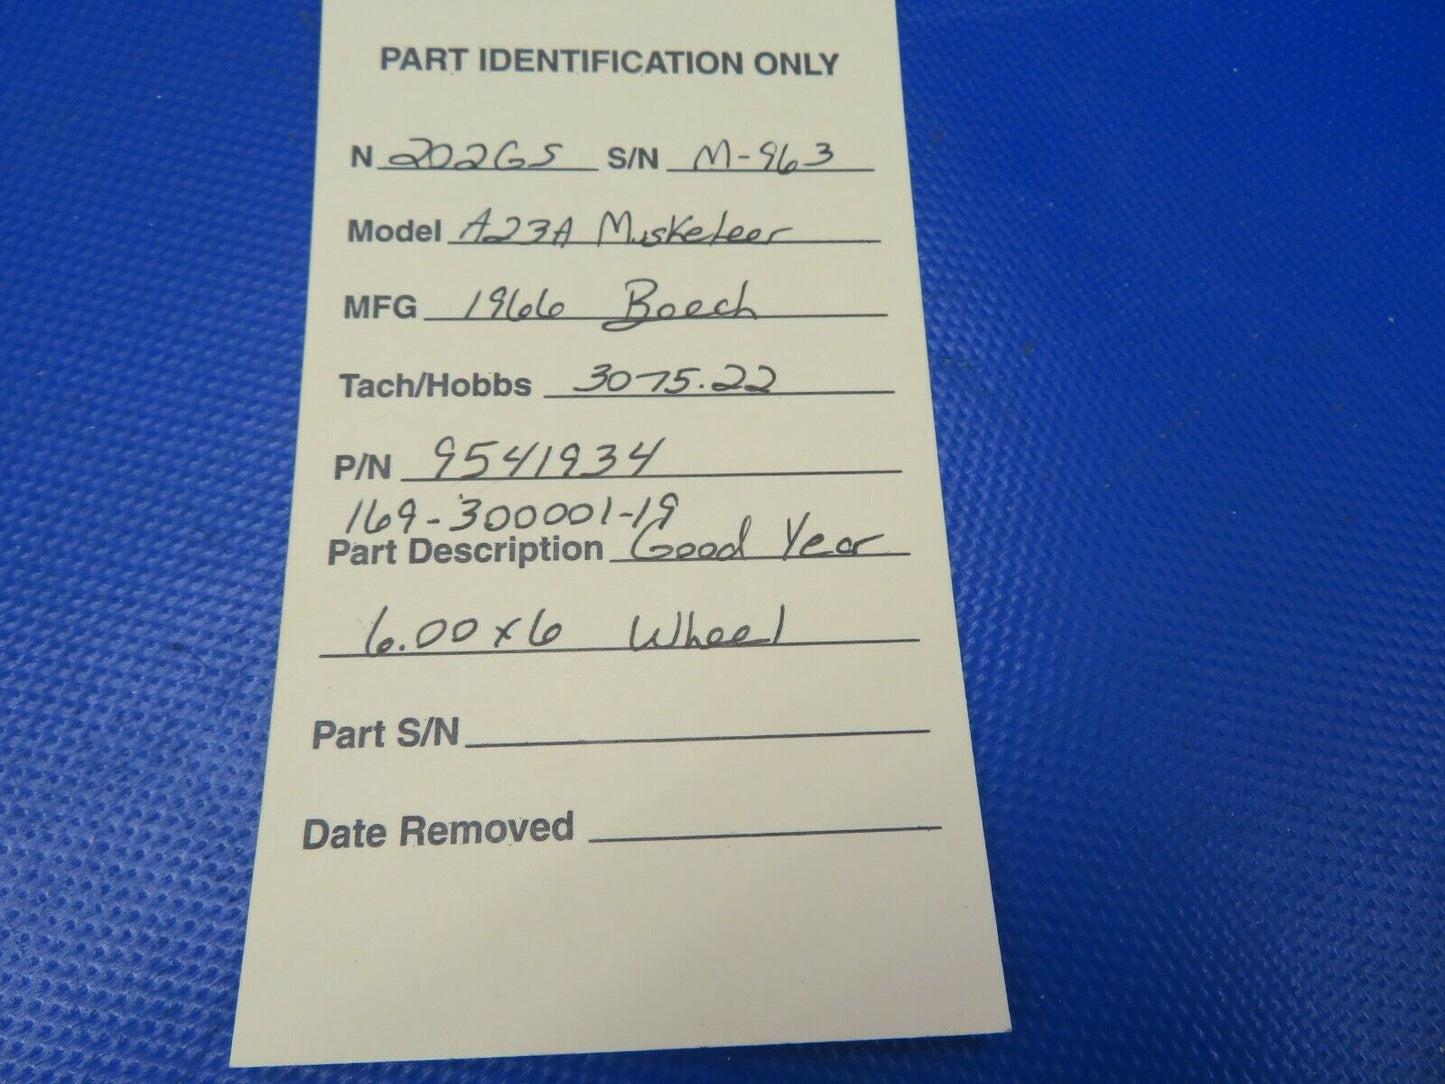 PART IDENTIFICATION ONLY
N 202GS S/N M-963
Model A23A Musketeer
MFG 1966 Beech
Tach/Hobbs 3075.22
P/N 9541934
169-300001-19
Part Description Good Year
6.00x6 Wheel
Part S/N
Date Removed